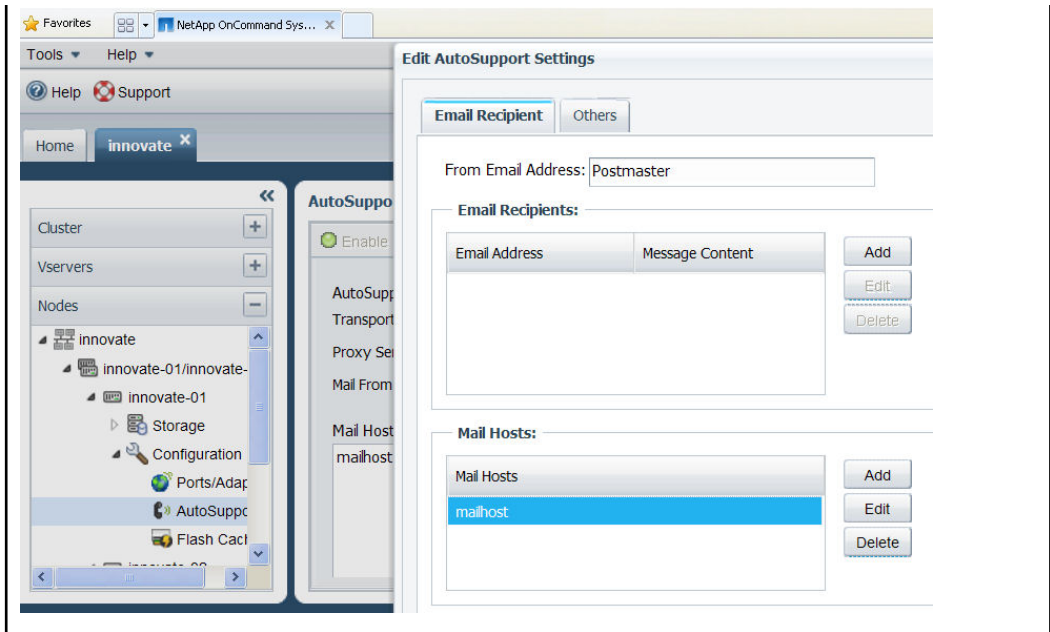 Favorites
NetApp OnCommand Sys...
Tools Help
Edit AutoSupport Settings
Help Support
Email Recipient Others
Home innovate
From Email Address: Postmaster
AutoSuppo
Email Recipients:
Cluster
Enable
Email Address Message Content Add
Vservers
Edit
Nodes
AutoSupp
Transport
Delete
innovate
Proxy Ser
innovate-01/innovate-
Mail From
innovate-01
Storage
Mail Host
Mail Hosts:
Configuration
mailhost
Mail Hosts Add
Ports/Adap
AutoSuppo
mailhost Edit
Flash Cach
Delete